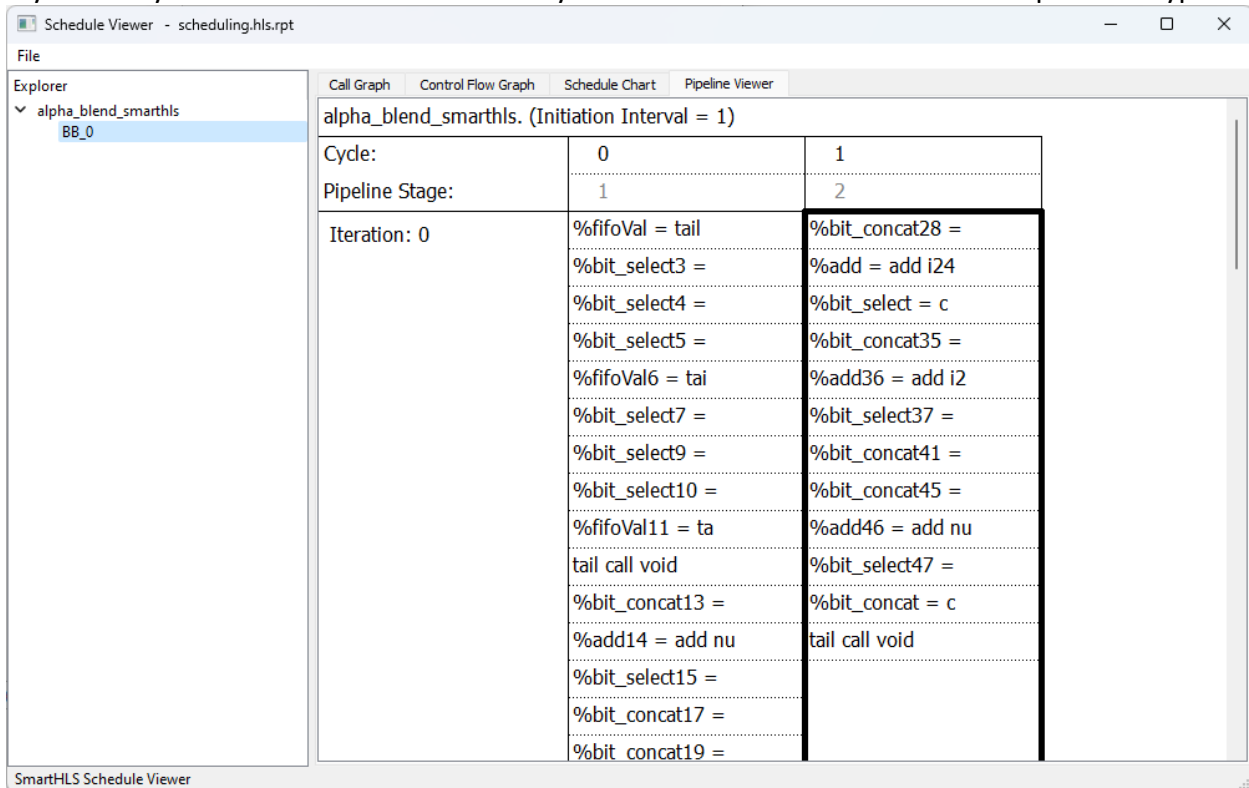 Schedule Viewer - scheduling.hls.rpt
File
Explorer
alpha_blend_smarthls
BB_0
Call Graph Control Flow Graph Schedule Chart Pipeline Viewer
alpha_blend_smarthls. (Initiation Interval = 1)
Cycle: 0 1
Pipeline Stage: 1 2
Iteration: 0 %fifoVal = tail %bit_concat28 =
%bit_select3 = %add = add i24
%bit_select4 = %bit_select = c
%bit_select5 = %bit_concat35 =
%fifoVal6 = tai %add36 = add i2
%bit_select7 = %bit_select37 =
%bit_select9 = %bit_concat41 =
%bit_select10 = %bit_concat45 =
%fifoVal11 = ta %add46 = add nu
tail call void %bit_select47 =
%bit_concat13 = %bit_concat = c
%add14 = add nu tail call void
%bit_select15 =
%bit_concat17 =
%bit_concat19 =
SmartHLS Schedule Viewer